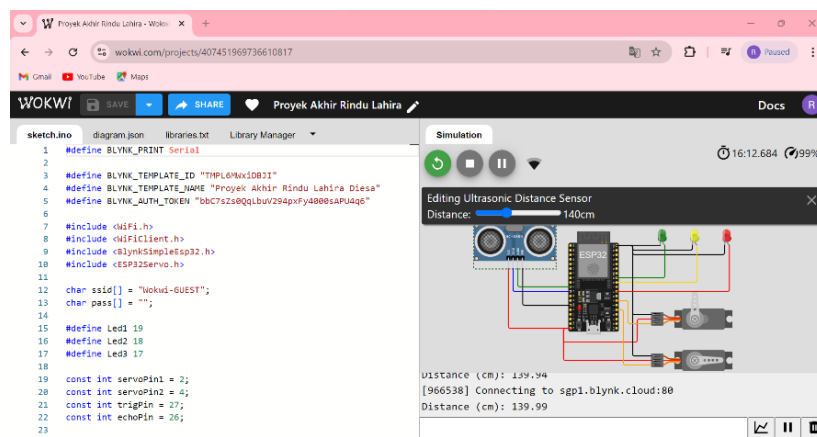 Proyek Akhir Rindu Lahira - Wokwi
wokwi.com/projects/407451969736610817
Paused
Gmail YouTube Maps
WOKWI SAVE SHARE Proyek Akhir Rindu Lahira Docs R
sketch.ino diagram.json libraries.txt Library Manager
Simulation
1 #define BLYNK_PRINT Serial
2
3 #define BLYNK_TEMPLATE_ID "TMPL6MWxiOBJI"
4 #define BLYNK_TEMPLATE_NAME "Proyek Akhir Rindu Lahira Diesa"
5 #define BLYNK_AUTH_TOKEN "bbC7sZs0QqLbuV294pxFy4000sAPU4q6"
6
7 #include <WiFi.h>
8 #include <WiFiClient.h>
9 #include <BlynkSimpleEsp32.h>
10 #include <ESP32Servo.h>
11
12 char ssid[] = "Wokwi-GUEST";
13 char pass[] = "";
14
15 #define Led1 19
16 #define Led2 18
17 #define Led3 17
18
19 const int servoPin1 = 2;
20 const int servoPin2 = 4;
21 const int trigPin = 27;
22 const int echoPin = 26;
23
16:12.684 99%
Editing Ultrasonic Distance Sensor
Distance: 140cm
ESP32
Distance (cm): 139.94
[966538] Connecting to sgp1.blynk.cloud:80
Distance (cm): 139.99